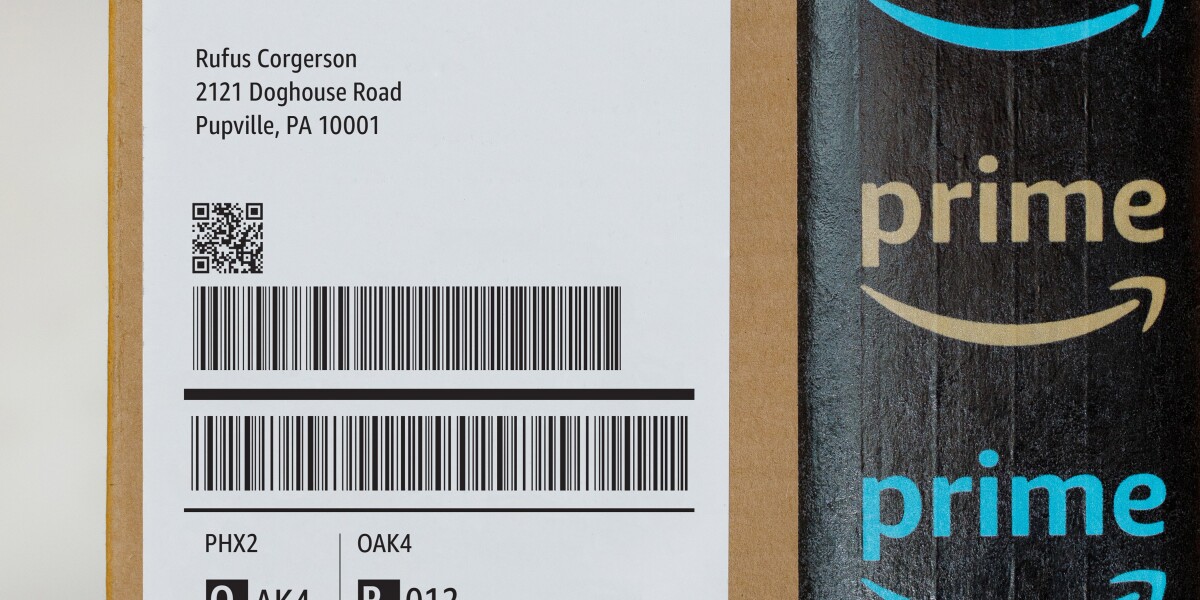 Rufus Corgerson
2121 Doghouse Road
Pupville, PA 10001
PHX2
OAK4
prime
prime